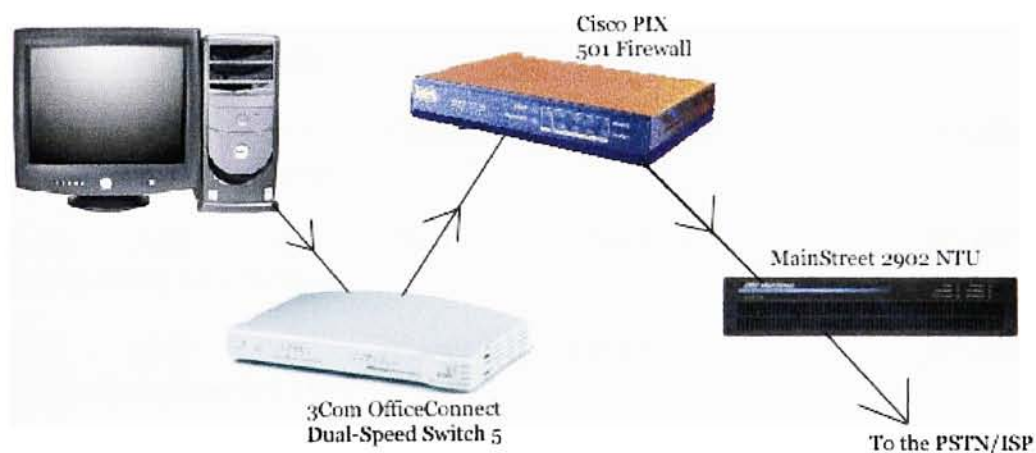 Cisco PIX
501 Firewall
MainStreet 2902 NTU
3Com OfficeConnect
Dual-Speed Switch 5
To the PSTN/ISP